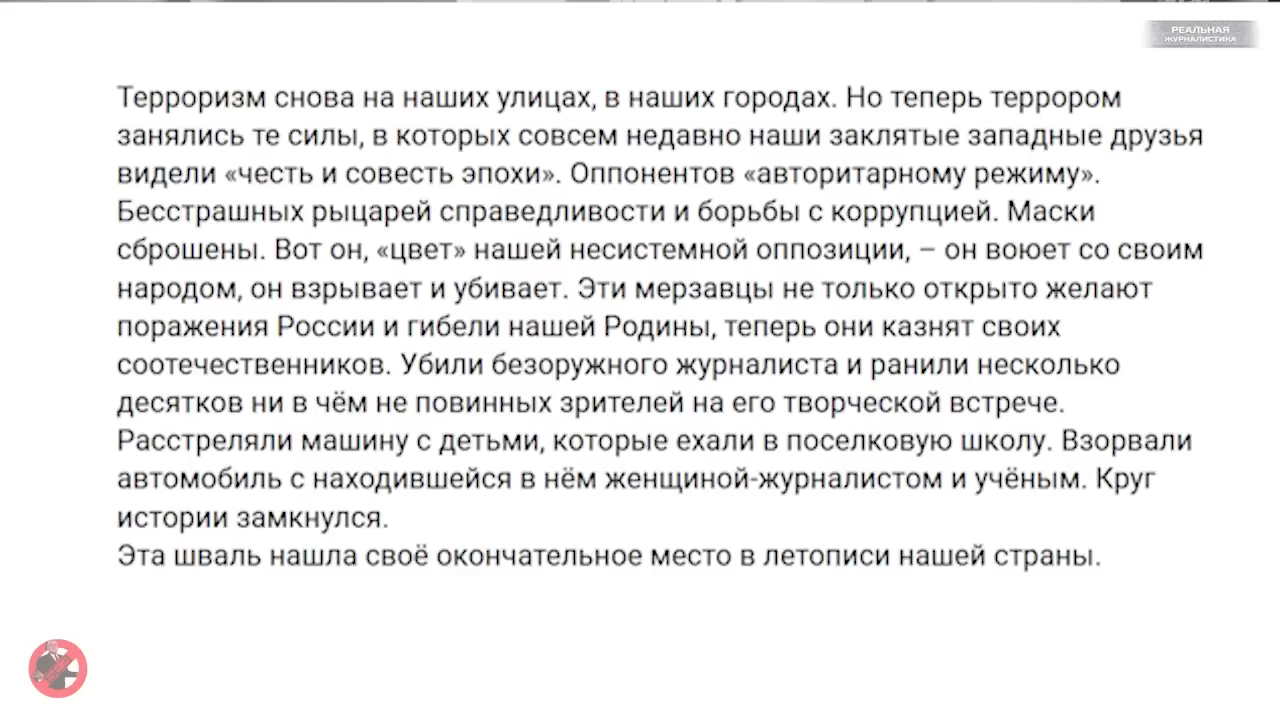 РЕАЛЬНАЯ
ЖУРНАЛИСТИКА
Терроризм снова на наших улицах, в наших городах. Но теперь террором
занялись те силы, в которых совсем недавно наши заклятые западные друзья
видели «честь и совесть эпохи». Оппонентов «авторитарному режиму».
Бесстрашных рыцарей справедливости и борьбы с коррупцией. Маски
сброшены. Вот он, «цвет» нашей несистемной оппозиции, – он воюет со своим
народом, он взрывает и убивает. Эти мерзавцы не только открыто желают
поражения России и гибели нашей Родины, теперь они казнят своих
соотечественников. Убили безоружного журналиста и ранили несколько
десятков ни в чём не повинных зрителей на его творческой встрече.
Расстреляли машину с детьми, которые ехали в поселковую школу. Взорвали
автомобиль с находившейся в нём женщиной-журналистом и учёным. Круг
истории замкнулся.
Эта шваль нашла своё окончательное место в летописи нашей страны.